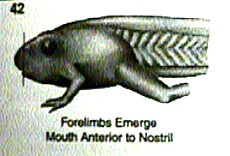 42
Forelimbs Emerge
Mouth Anterior to Nostril